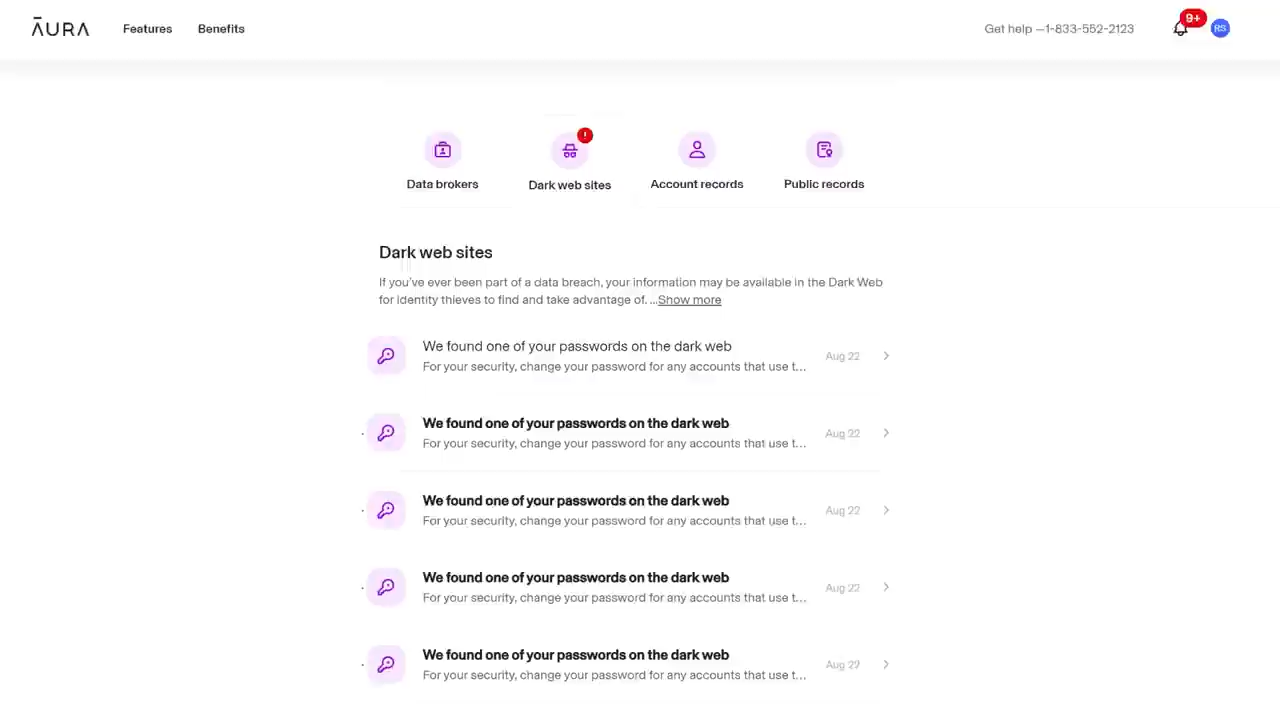 ĀURA
Features
Benefits
Get help —1-833-552-2123
9+
RS
!
Data brokers
Dark web sites
Account records
Public records
Dark web sites
If you've ever been part of a data breach, your information may be available in the Dark Web
for identity thieves to find and take advantage of. ...Show more
We found one of your passwords on the dark web
For your security, change your password for any accounts that use t...
Aug 22
We found one of your passwords on the dark web
For your security, change your password for any accounts that use t...
Aug 22
We found one of your passwords on the dark web
For your security, change your password for any accounts that use t...
Aug 22
We found one of your passwords on the dark web
For your security, change your password for any accounts that use t...
Aug 22
We found one of your passwords on the dark web
For your security, change your password for any accounts that use t...
Aug 22